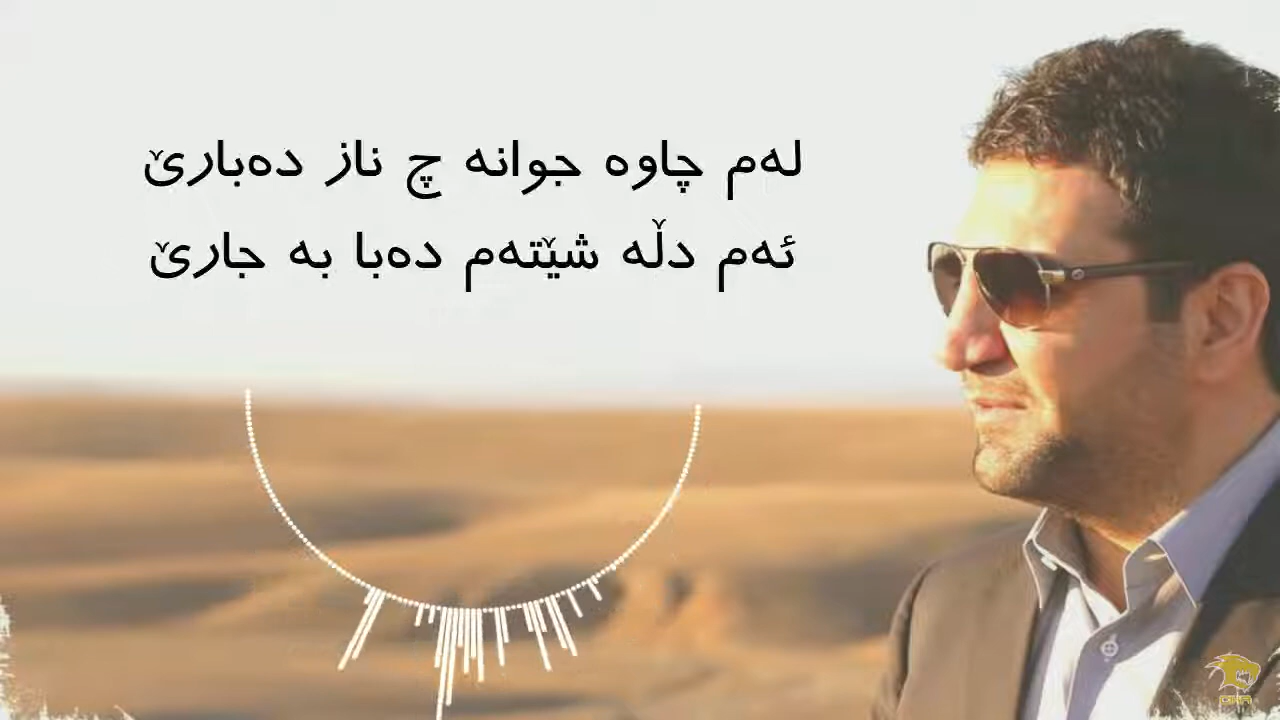 لەم چاوە جوانە چ ناز دەبارێ
ئەم دڵە شێتەم دەبا بە جارێ